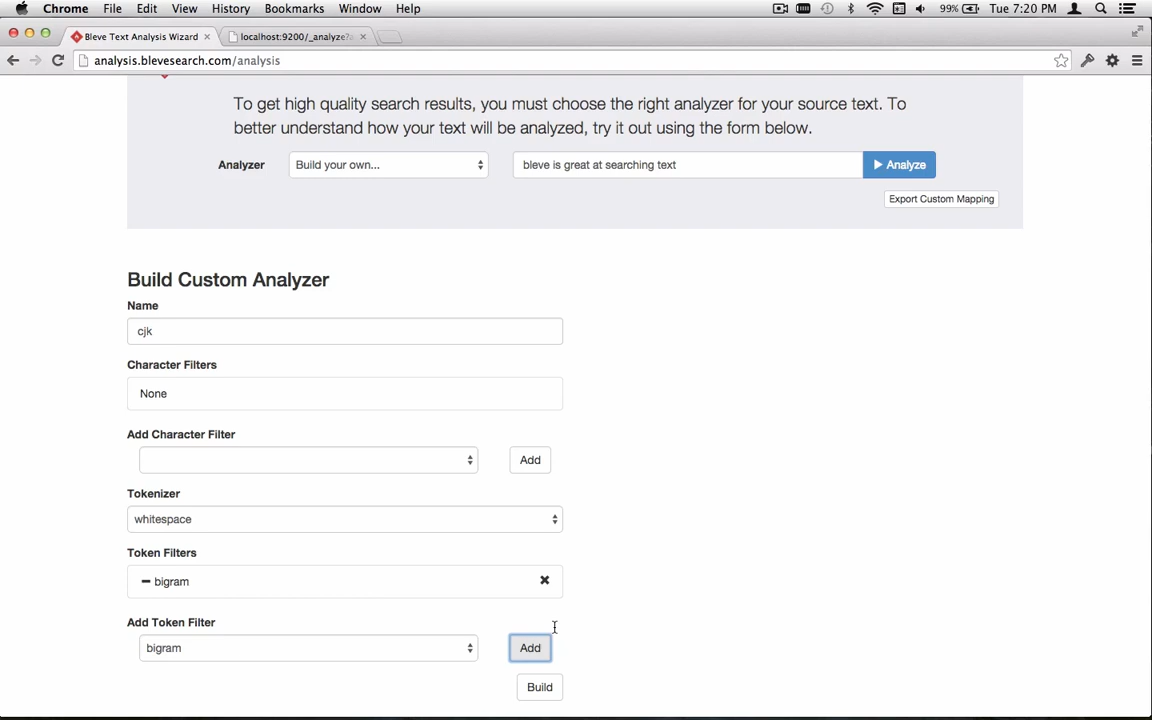 Chrome File Edit View History Bookmarks Window Help 99% Tue 7:20 PM
Bleve Text Analysis Wizard localhost:9200/_analyze?
analysis.blevesearch.com/analysis
To get high quality search results, you must choose the right analyzer for your source text. To
better understand how your text will be analyzed, try it out using the form below.
Analyzer Build your own... bleve is great at searching text Analyze
Export Custom Mapping
Build Custom Analyzer
Name
cjk
Character Filters
None
Add Character Filter
Add
Tokenizer
whitespace
Token Filters
bigram
Add Token Filter
bigram Add
Build